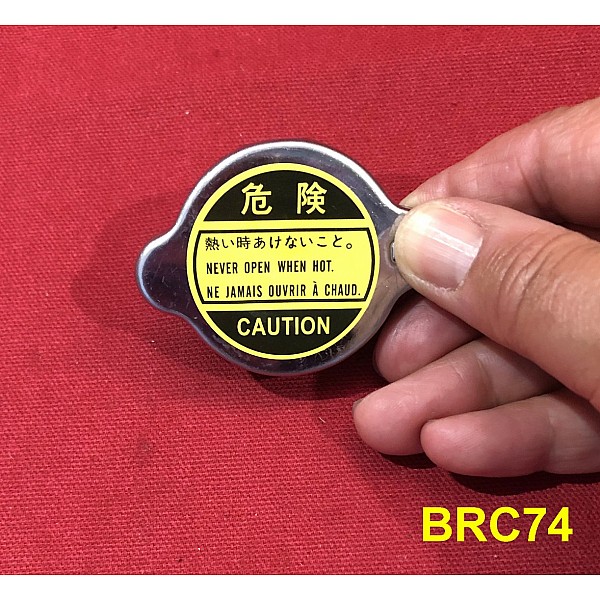 危険
熱い時あけないこと。
NEVER OPEN WHEN HOT.
NE JAMAIS OUVRIR À CHAUD.
CAUTION
BRC74